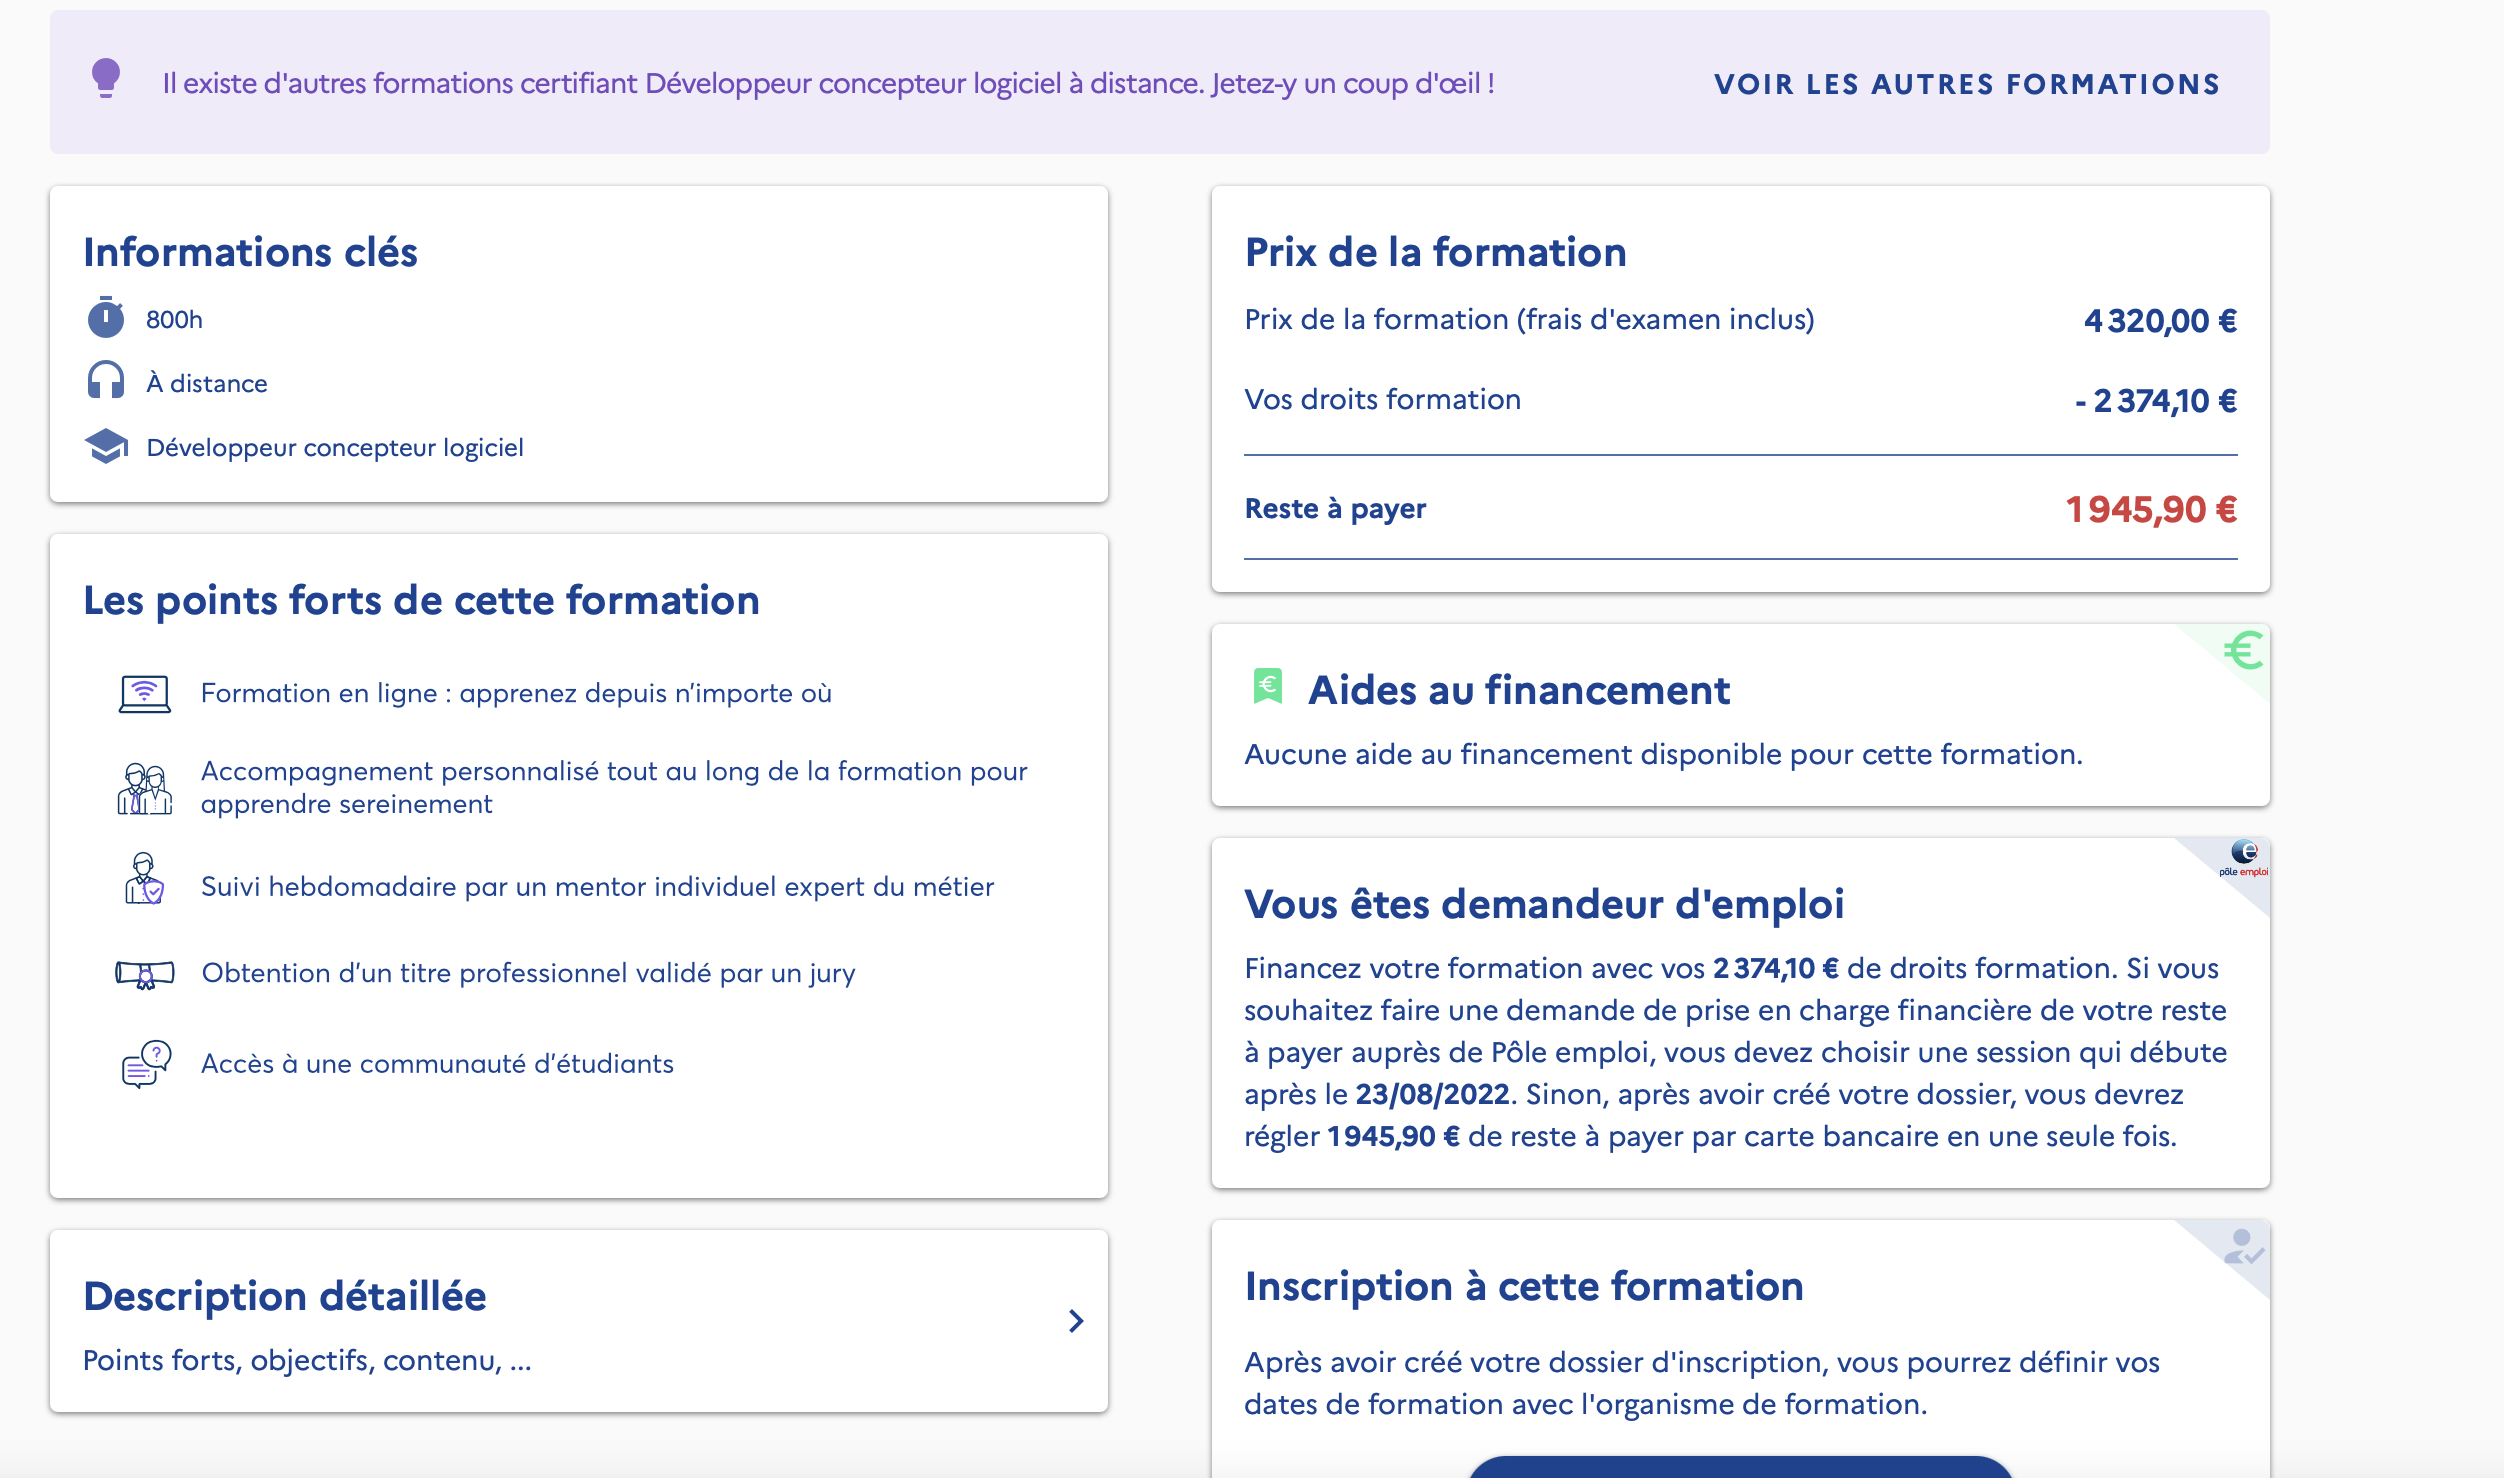 Il existe d'autres formations certifiant Développeur concepteur logiciel à distance. Jetez-y un coup d'œil !
VOIR LES AUTRES FORMATIONS
Informations clés
800h
À distance
Développeur concepteur logiciel
Les points forts de cette formation
Formation en ligne : apprenez depuis n’importe où
Accompagnement personnalisé tout au long de la formation pour
apprendre sereinement
Suivi hebdomadaire par un mentor individuel expert du métier
Obtention d’un titre professionnel validé par un jury
Accès à une communauté d’étudiants
Description détaillée
Points forts, objectifs, contenu, ...
Prix de la formation
Prix de la formation (frais d'examen inclus)
4 320,00 €
Vos droits formation
- 2 374,10 €
Reste à payer
1 945,90 €
Aides au financement
Aucune aide au financement disponible pour cette formation.
pôle emploi
Vous êtes demandeur d'emploi
Financez votre formation avec vos 2 374,10 € de droits formation. Si vous
souhaitez faire une demande de prise en charge financière de votre reste
à payer auprès de Pôle emploi, vous devez choisir une session qui débute
après le 23/08/2022. Sinon, après avoir créé votre dossier, vous devrez
régler 1 945,90 € de reste à payer par carte bancaire en une seule fois.
Inscription à cette formation
Après avoir créé votre dossier d'inscription, vous pourrez définir vos
dates de formation avec l'organisme de formation.